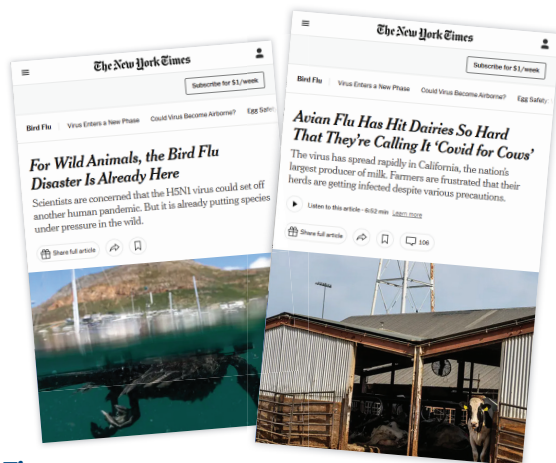 The New York Times
Subscribe for $1/week
Bird Flu
Virus Enters a New Phase
Could Virus Become Airborne?
Egg Safety
For Wild Animals, the Bird Flu
Disaster Is Already Here
Scientists are concerned that the H5N1 virus could set off
another human pandemic. But it is already putting species
under pressure in the wild.
Share full article
The New York Times
Subscribe for $1/week
Bird Flu
Virus Enters a New Phase
Could Virus Become Airborne?
Egg Safety
Avian Flu Has Hit Dairies So Hard
That They're Calling It ‘Covid for Cows’
The virus has spread rapidly in California, the nation's
largest producer of milk. Farmers are frustrated that their
herds are getting infected despite various precautions.
Listen to this article · 6:52 min Learn more
Share full article
106